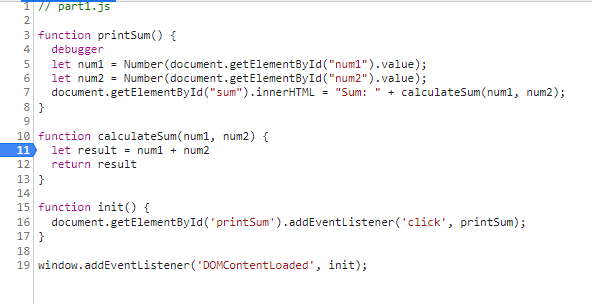 1 // part1.js
2
3 function printSum() {
4   debugger
5   let num1 = Number(document.getElementById("num1").value);
6   let num2 = Number(document.getElementById("num2").value);
7   document.getElementById("sum").innerHTML = "Sum: " + calculateSum(num1, num2);
8 }
9
10 function calculateSum(num1, num2) {
11   let result = num1 + num2
12   return result
13 }
14
15 function init() {
16   document.getElementById('printSum').addEventListener('click', printSum);
17 }
18
19 window.addEventListener('DOMContentLoaded', init);